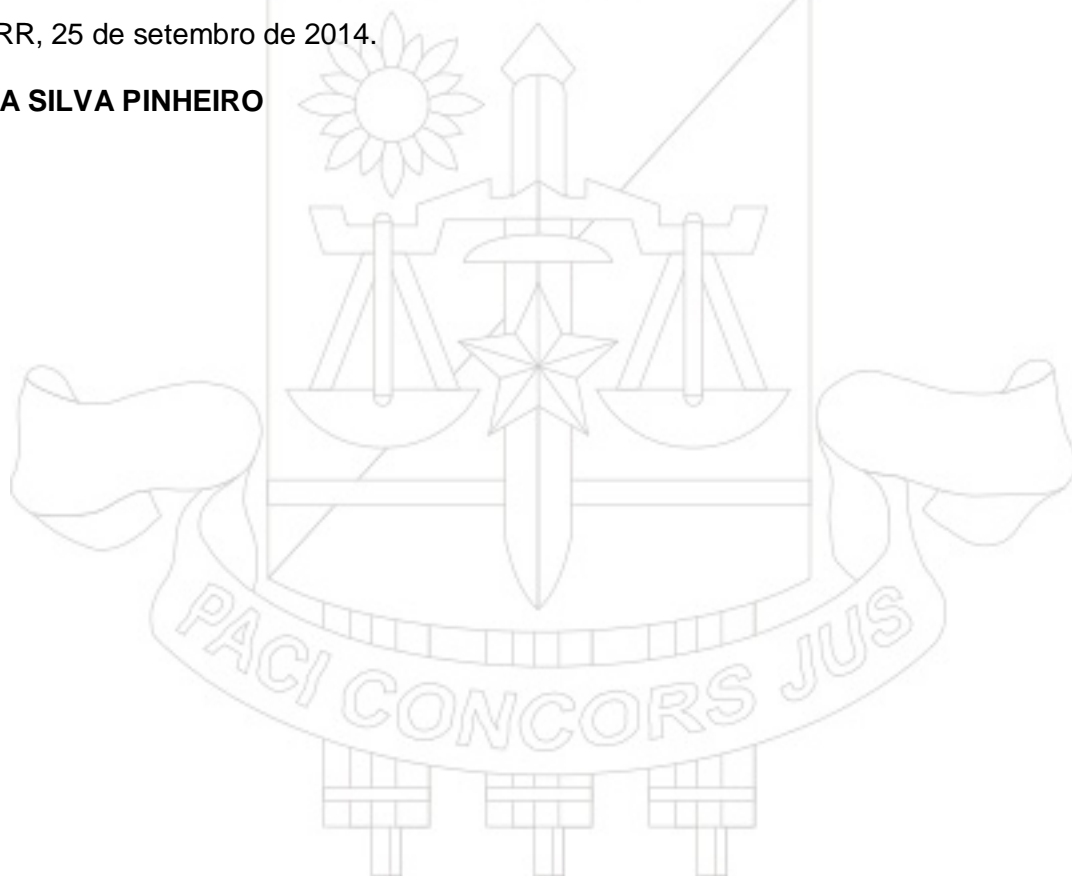 RR, 25 de setembro de 2014.
A SILVA PINHEIRO
PACI CONCORS JUS